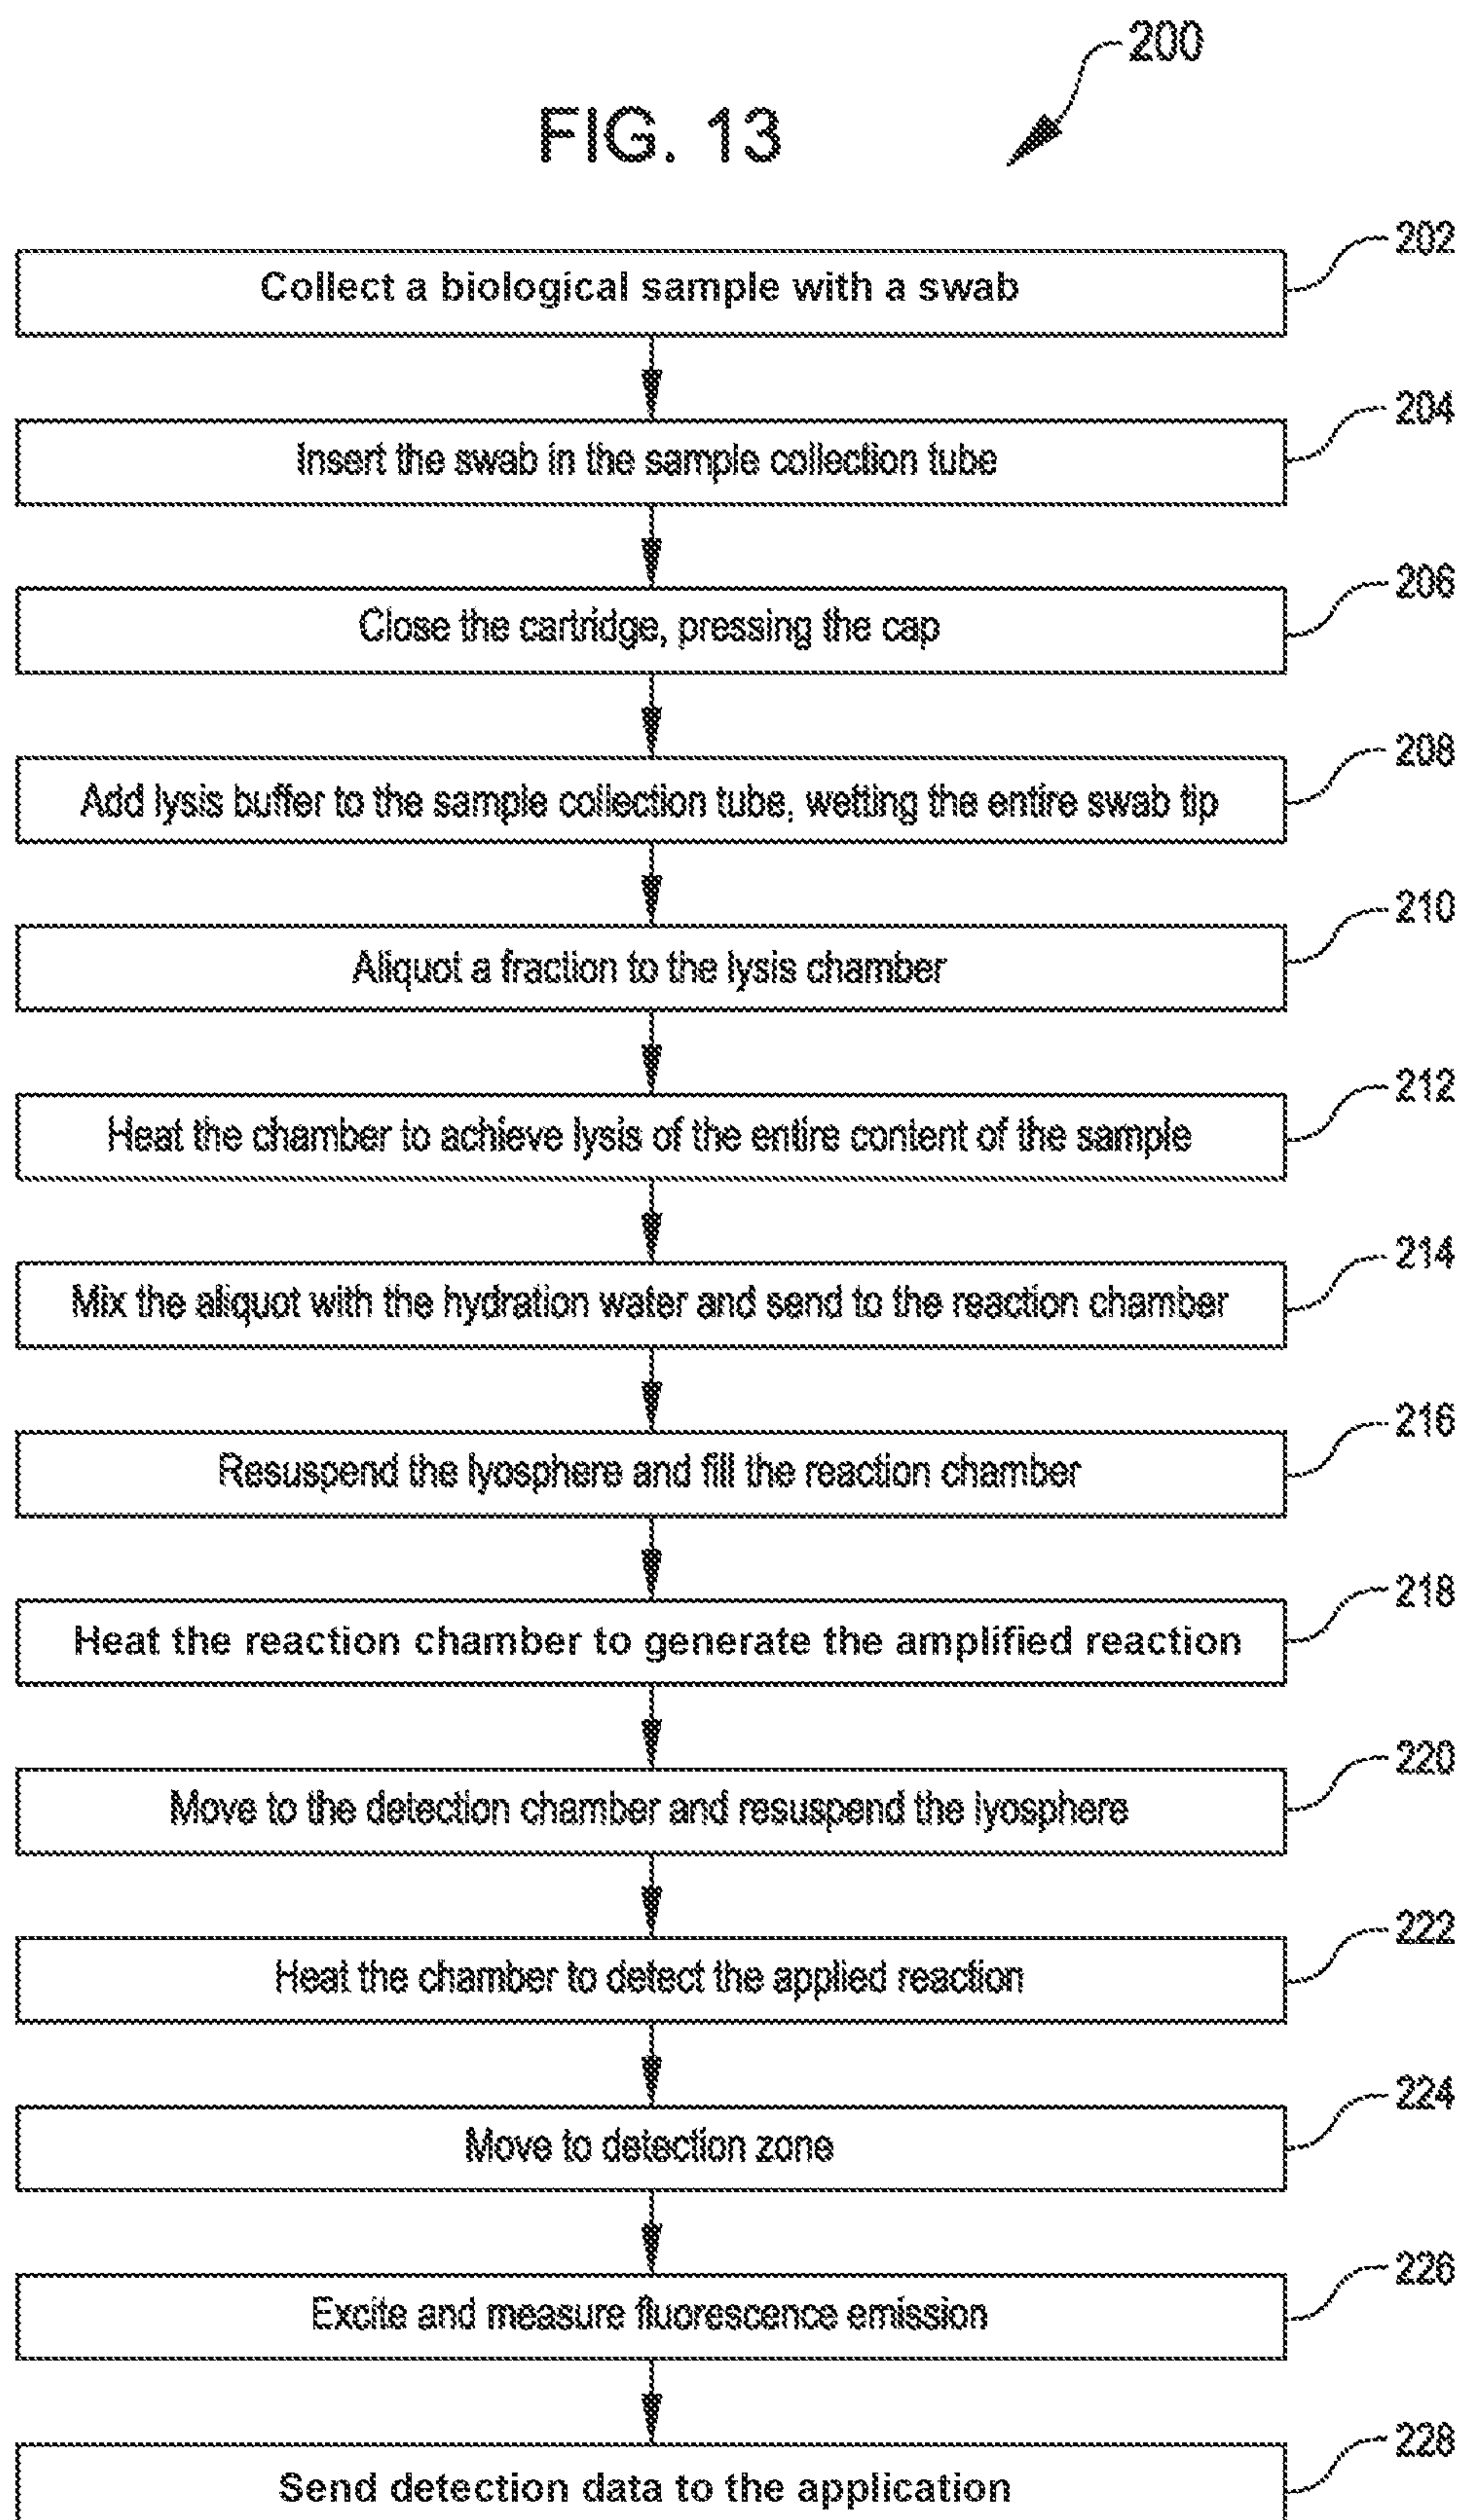 200
FIG. 13
Collect a biological sample with a swab
202
Insert the swab in the sample collection tube
204
Close the cartridge, pressing the cap
206
Add lysis buffer to the sample collection tube, wetting the entire swab tip
208
Aliquot a fraction to the lysis chamber
210
Heat the chamber to achieve lysis of the entire content of the sample
212
Mix the aliquot with the hydration water and send to the reaction chamber
214
Resuspend the lyosphere and fill the reaction chamber
216
Heat the reaction chamber to generate the amplified reaction
218
Move to the detection chamber and resuspend the lyosphere
220
Heat the chamber to detect the applied reaction
222
Move to detection zone
224
Excite and measure fluorescence emission
226
Send detection data to the application
228